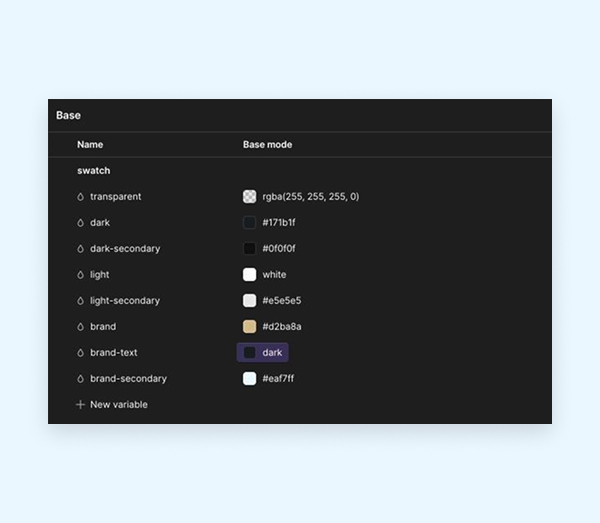 Base
Name Base mode
swatch
transparent rgba(255, 255, 255, 0)
dark #171b1f
dark-secondary #0f0f0f
light white
light-secondary #e5e5e5
brand #d2ba8a
brand-text dark
brand-secondary #eaf7ff
New variable